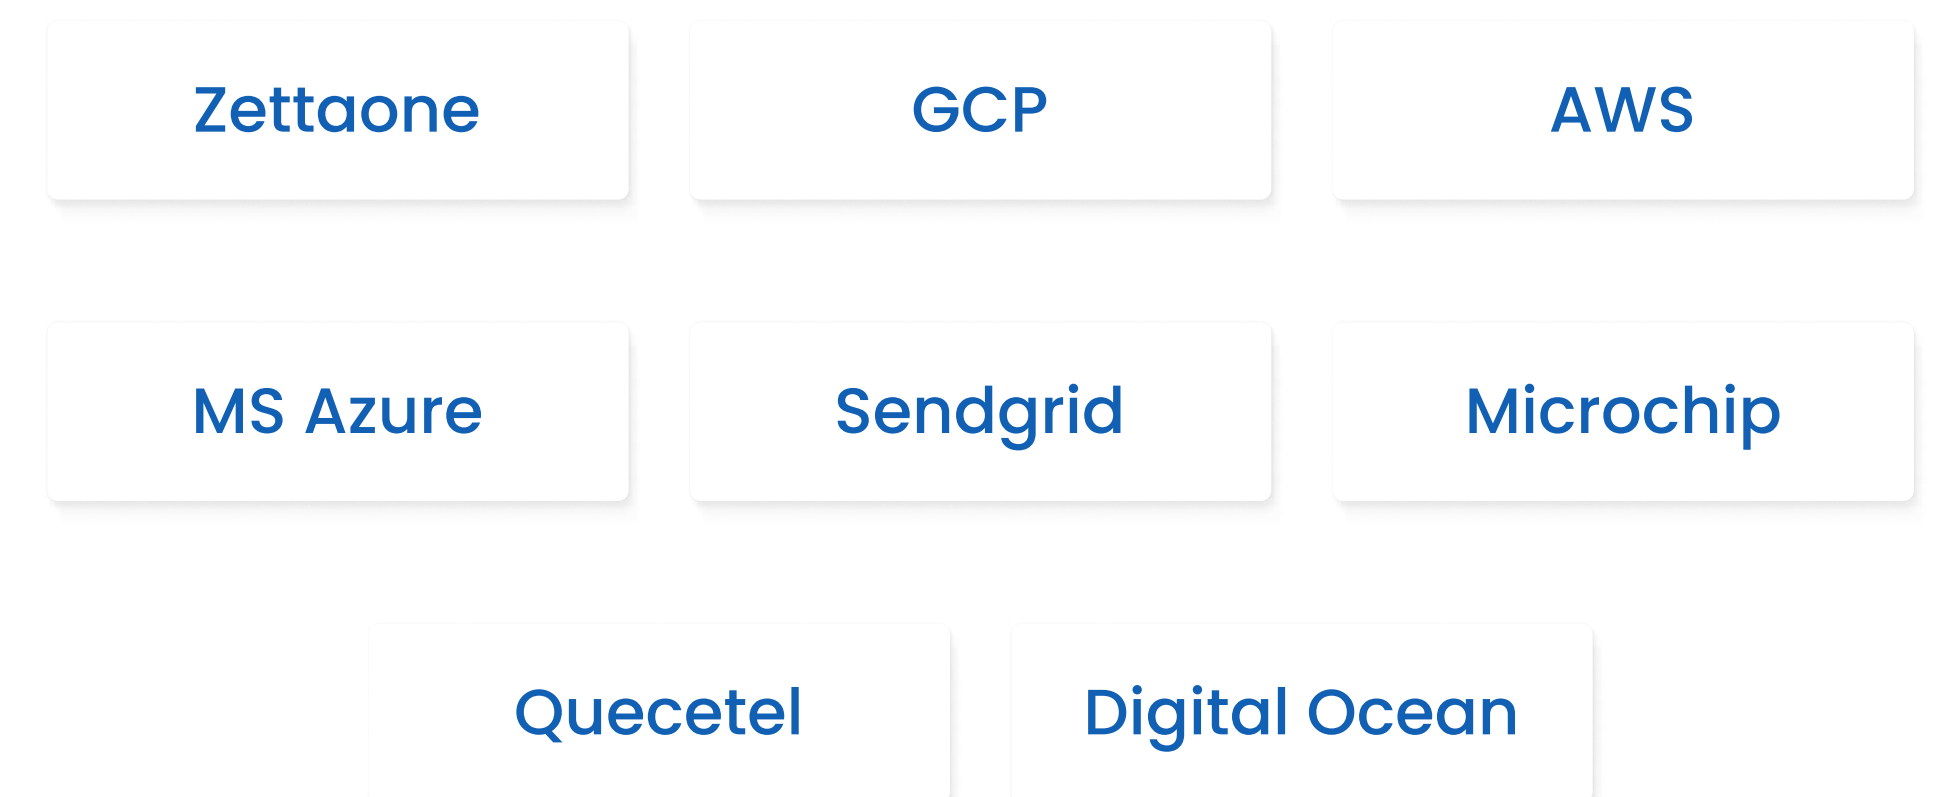 Zettaone
GCP
AWS
MS Azure
Sendgrid
Microchip
Quecetel
Digital Ocean